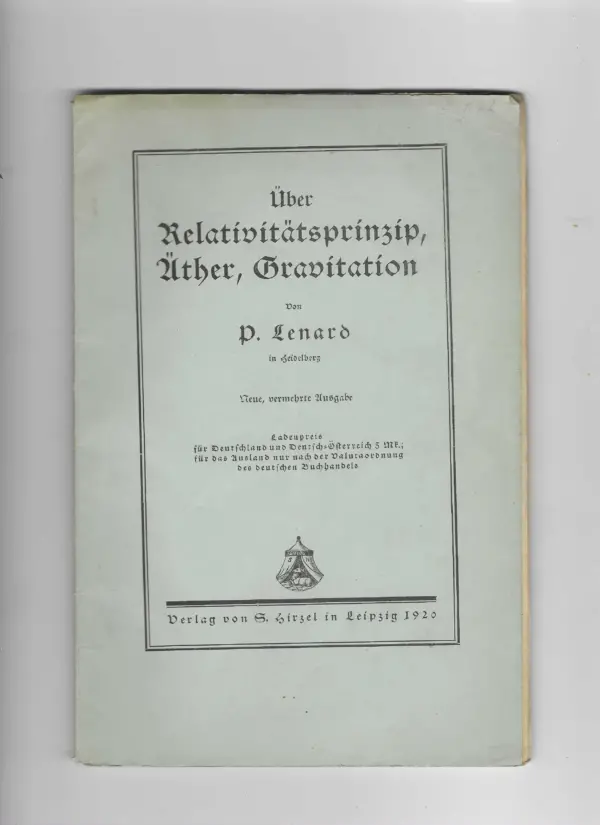 Über
Relativitätsprinzip,
Äther, Gravitation
von
P. Lenard
in Heidelberg
Neue, vermehrte Ausgabe
Ladenpreis
für Deutschland und Deutsch-Österreich 5 Mk.;
für das Ausland nur nach der Valutaordnung
des deutschen Buchhandels
Verlag von S. Hirzel in Leipzig 1920